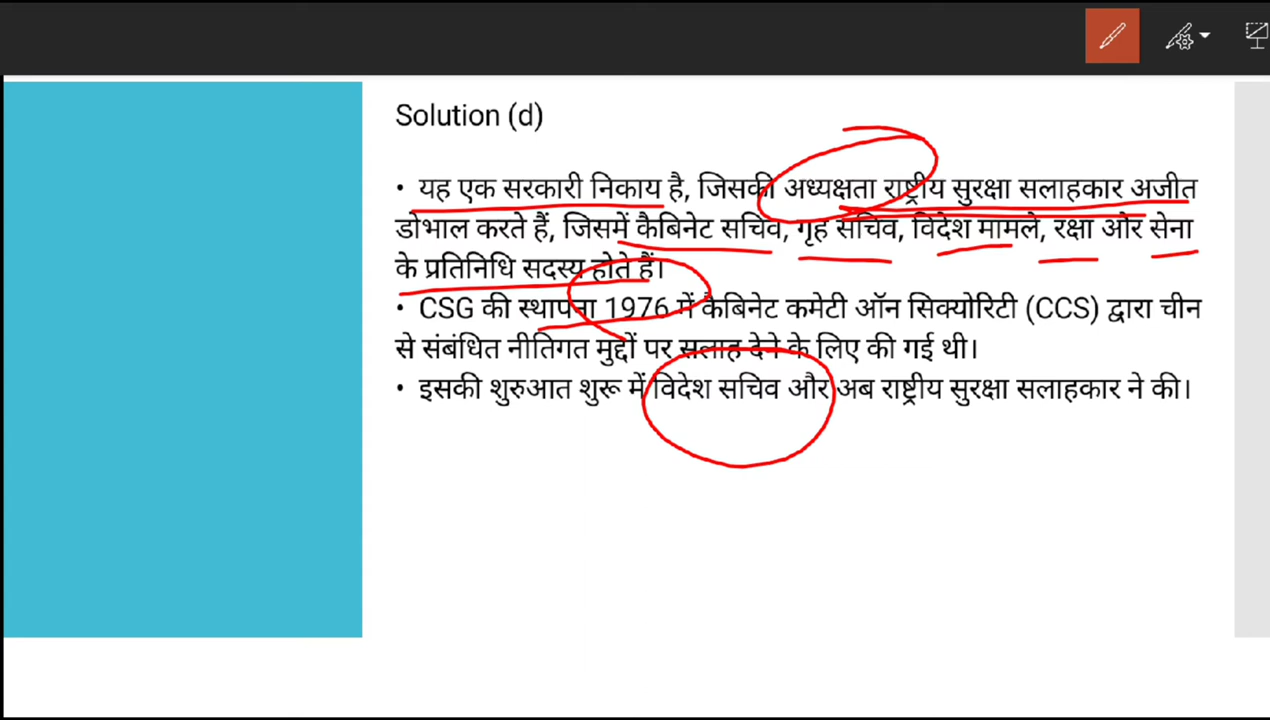 Solution (d)
• यह एक सरकारी निकाय है, जिसकी अध्यक्षता राष्ट्रीय सुरक्षा सलाहकार अजीत
डोभाल करते हैं, जिसमें कैबिनेट सचिव, गृह सचिव, विदेश मामले, रक्षा और सेना
के प्रतिनिधि सदस्य होते हैं।
• CSG की स्थापना 1976 में कैबिनेट कमेटी ऑन सिक्योरिटी (CCS) द्वारा चीन
से संबंधित नीतिगत मुद्दों पर सलाह देने के लिए की गई थी।
• इसकी शुरुआत शुरू में विदेश सचिव और अब राष्ट्रीय सुरक्षा सलाहकार ने की।